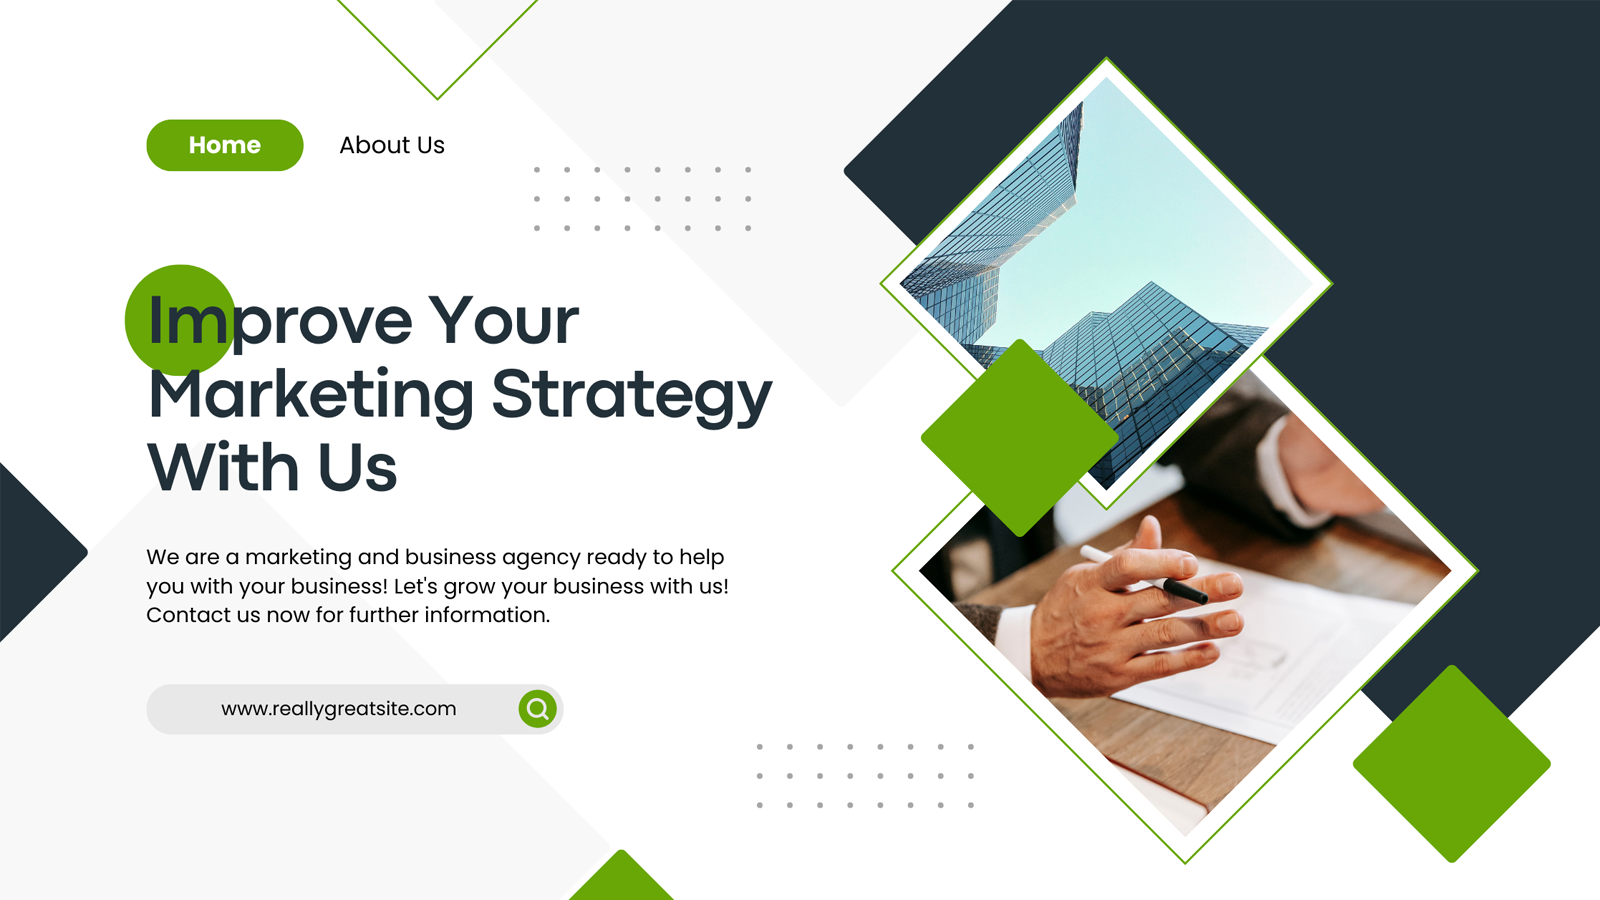 Home
About Us
Improve Your
Marketing Strategy
With Us
We are a marketing and business agency ready to help
you with your business! Let's grow your business with us!
Contact us now for further information.
www.reallygreatsite.com